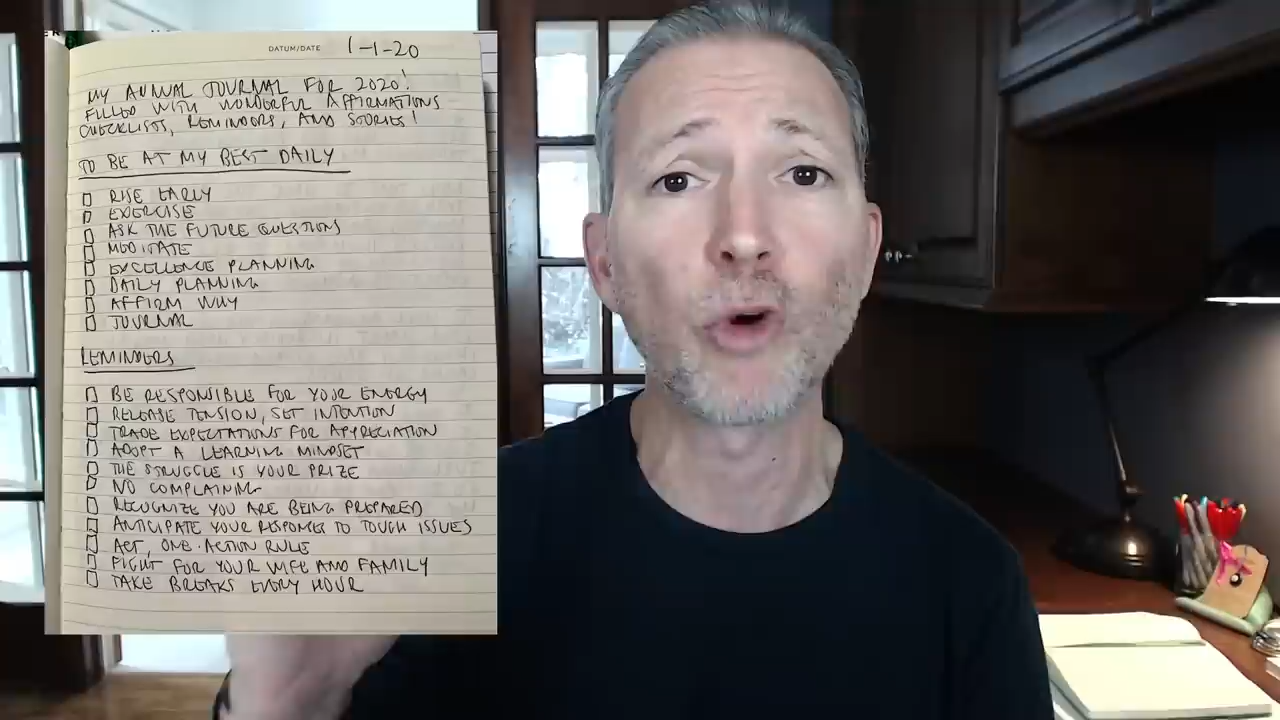 DATUM/DATE 1-1-20
MY ANNUAL JOURNAL FOR 2020!
FILLED WITH WONDERFUL AFFIRMATIONS
CHECKLISTS, REMINDERS, AND STORIES!
TO BE AT MY BEST DAILY
RISE EARLY
EXERCISE
ASK THE FUTURE QUESTIONS
MEDITATE
EXCELLENCE PLANNING
DAILY PLANNING
AFFIRM WHY
JOURNAL
REMINDERS
BE RESPONSIBLE FOR YOUR ENERGY
RELEASE TENSION, SET INTENTION
TRADE EXPECTATIONS FOR APPRECIATION
ADOPT A LEARNING MINDSET
THE STRUGGLE IS YOUR PRIZE
NO COMPLAINING
RECOGNIZE YOU ARE BEING PREPARED
ANTICIPATE YOUR RESPONSES TO TOUGH ISSUES
ACT, ONE-ACTION RULE
FIGHT FOR YOUR WIFE AND FAMILY
TAKE BREAKS EVERY HOUR